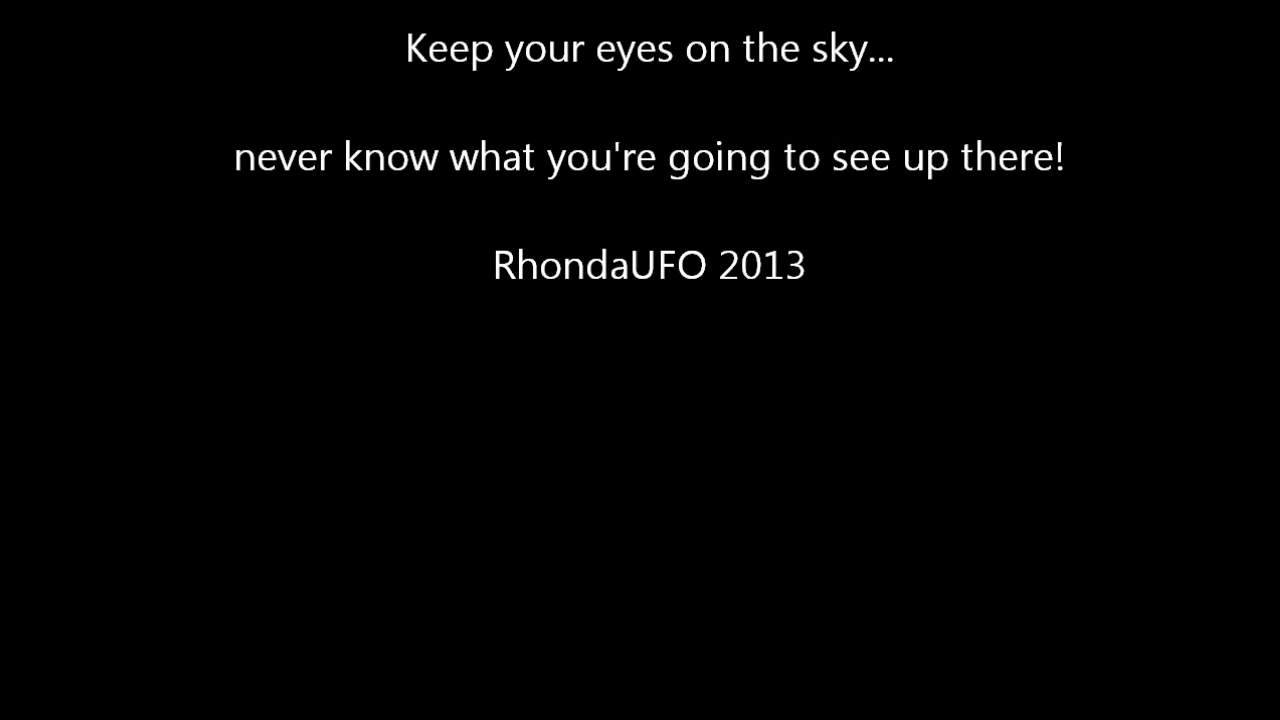 Keep your eyes on the sky...
never know what you're going to see up there!
RhondaUFO 2013